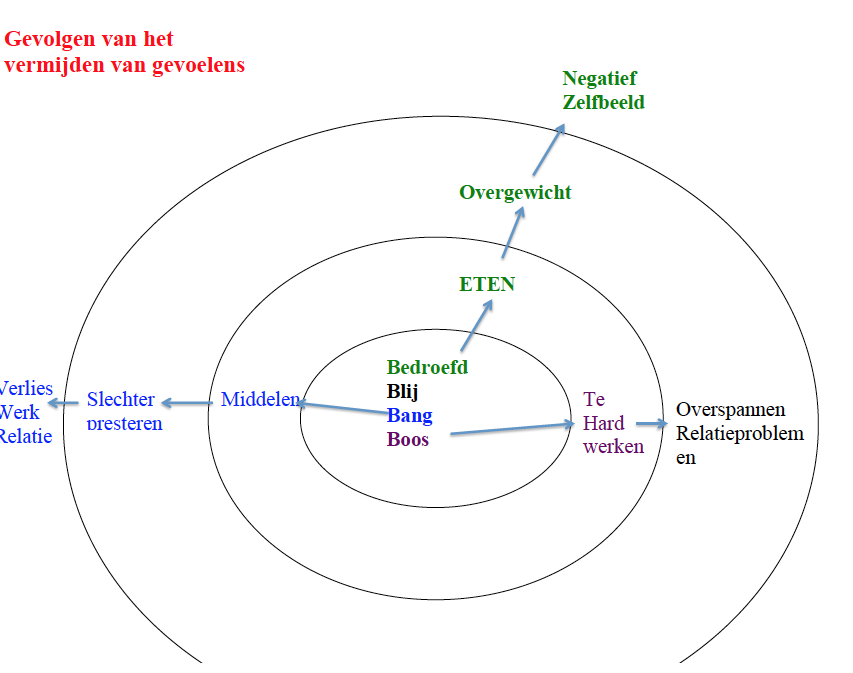 Gevolgen van het
vermijden van gevoelens
Negatief
Zelfbeeld
Overgewicht
ETEN
Bedroefd
Blij
Bang
Boos
Middelen
Slechter
presteren
Verlies
Werk
Relatie
Te
Hard
werken
Overspannen
Relatieproblem
en